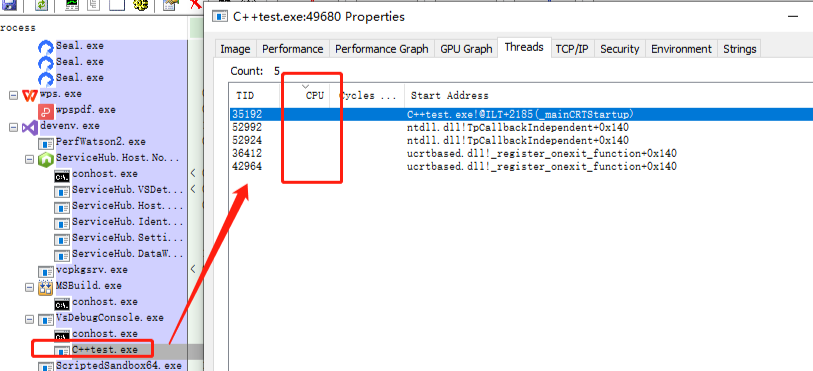 rocess
Seal.exe
Seal.exe
Seal.exe
wps.exe
wpspdf.exe
devenv.exe
PerfWatson2.exe
ServiceHub.Host.No...
conhost.exe
<
ServiceHub.VSDet...
<
ServiceHub.Host....
ServiceHub.Ident...
ServiceHub.Setti...
ServiceHub.DataW...
vcpkgsrv.exe
<
MSBuild.exe
conhost.exe
VsDebugConsole.exe
conhost.exe
C++test.exe
ScriptedSandbox64.exe
C++test.exe:49680 Properties
Image Performance Performance Graph GPU Graph Threads TCP/IP Security Environment Strings
Count: 5
TID CPU Cycles ... Start Address
35192 C++test.exe!@ILT+2185(_mainCRTStartup)
52992 ntdll.dll!TpCallbackIndependent+0x140
52924 ntdll.dll!TpCallbackIndependent+0x140
36412 ucrtbased.dll!_register_onexit_function+0x140
42964 ucrtbased.dll!_register_onexit_function+0x140